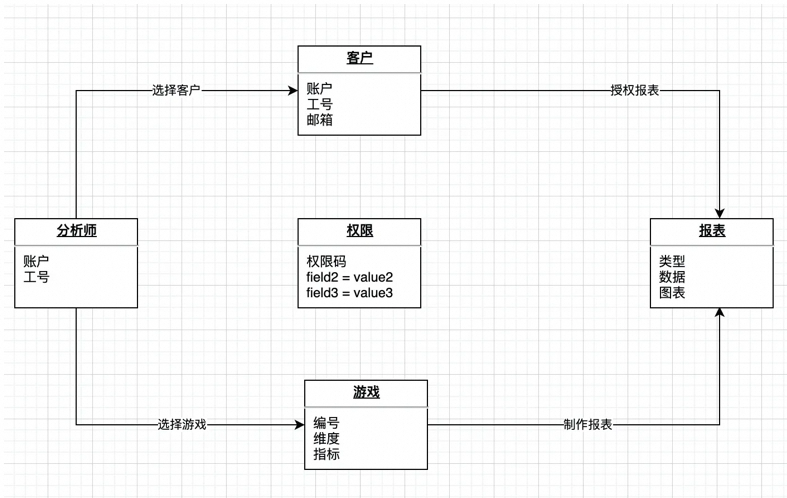 客户
账户
工号
邮箱
选择客户
授权报表
分析师
账户
工号
权限
权限码
field2 = value2
field3 = value3
报表
类型
数据
图表
游戏
编号
维度
指标
选择游戏
制作报表